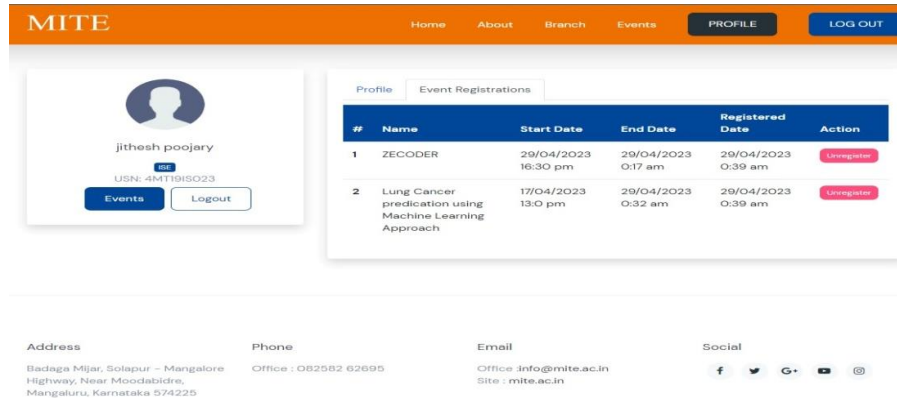 MITE
Home About Branch Events PROFILE LOG OUT
jithesh poojary
ISE
USN: 4MT19IS023
Events Logout
Profile Event Registrations
# Name Start Date End Date Registered Date Action
1 ZECODER 29/04/2023 16:30 pm 29/04/2023 0:17 am 29/04/2023 0:39 am Unregister
2 Lung Cancer predication using Machine Learning Approach 17/04/2023 13:0 pm 29/04/2023 0:32 am 29/04/2023 0:39 am Unregister
Address
Badaga Mijar, Solapur - Mangalore
Highway, Near Moodabidre,
Mangaluru, Karnataka 574225
Phone
Office : 082582 62695
Email
Office :info@mite.ac.in
Site : mite.ac.in
Social
f G+